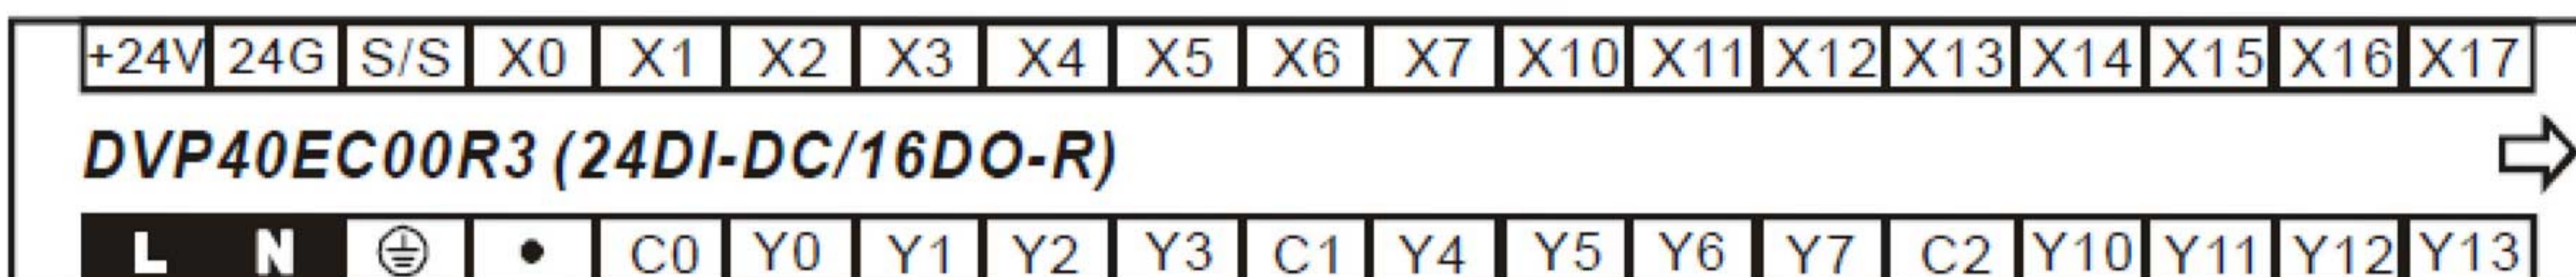 +24V 24G S/S X0 X1 X2 X3 X4 X5 X6 X7 X10 X11 X12 X13 X14 X15 X16 X17
DVP40EC00R3 (24DI-DC/16DO-R)
L N • C0 Y0 Y1 Y2 Y3 C1 Y4 Y5 Y6 Y7 C2 Y10 Y11 Y12 Y13